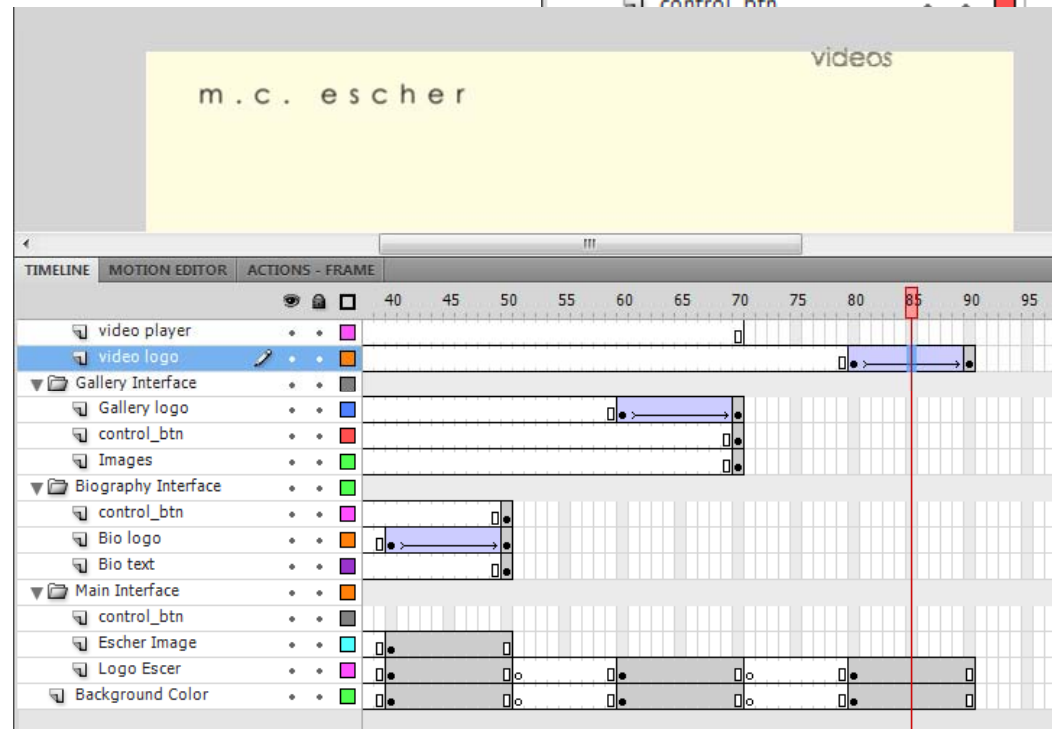 control_btn
videos
m.c. escher
TIMELINE MOTION EDITOR ACTIONS - FRAME
40 45 50 55 60 65 70 75 80 85 90 95
video player
video logo
Gallery Interface
Gallery logo
control_btn
Images
Biography Interface
control_btn
Bio logo
Bio text
Main Interface
control_btn
Escher Image
Logo Escer
Background Color